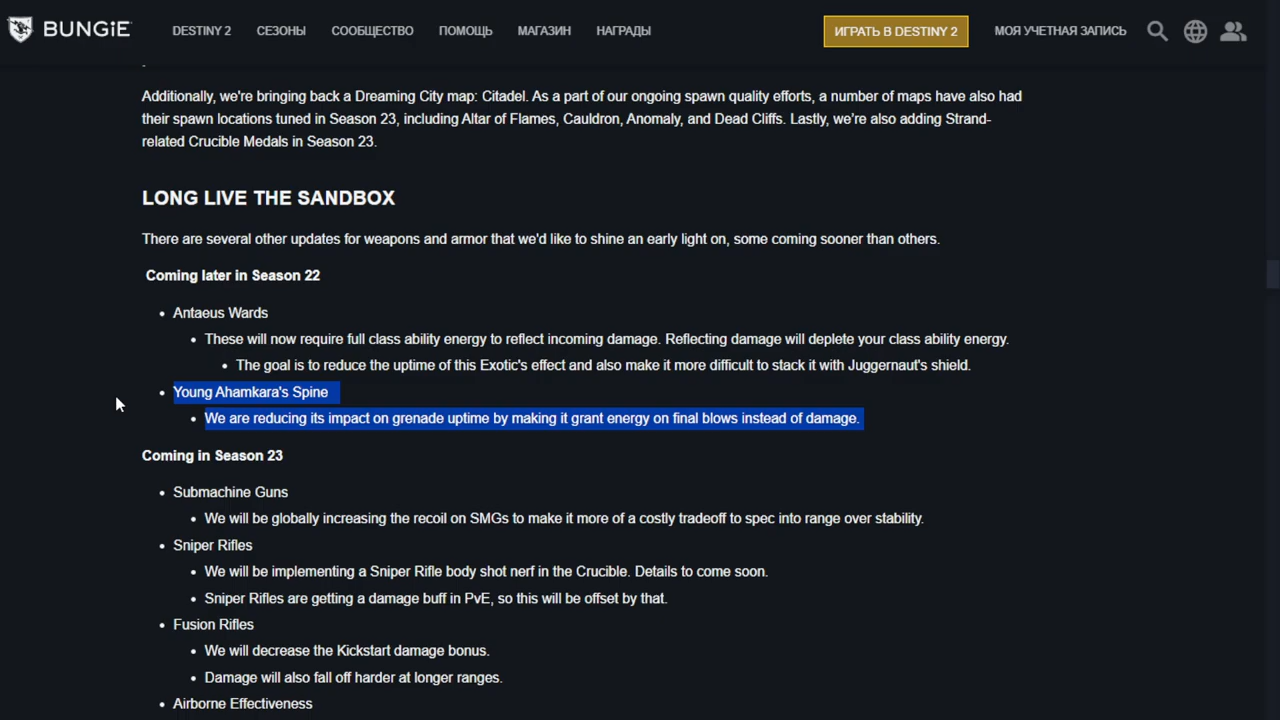 BUNGiE
DESTINY 2
СЕЗОНЫ
СООБЩЕСТВО
ПОМОЩЬ
МАГАЗИН
НАГРАДЫ
ИГРАТЬ В DESTINY 2
МОЯ УЧЕТНАЯ ЗАПИСЬ
Additionally, we're bringing back a Dreaming City map: Citadel. As a part of our ongoing spawn quality efforts, a number of maps have also had
their spawn locations tuned in Season 23, including Altar of Flames, Cauldron, Anomaly, and Dead Cliffs. Lastly, we're also adding Strand-
related Crucible Medals in Season 23.
LONG LIVE THE SANDBOX
There are several other updates for weapons and armor that we'd like to shine an early light on, some coming sooner than others.
Coming later in Season 22
• Antaeus Wards
• These will now require full class ability energy to reflect incoming damage. Reflecting damage will deplete your class ability energy.
• The goal is to reduce the uptime of this Exotic's effect and also make it more difficult to stack it with Juggernaut's shield.
• Young Ahamkara's Spine
• We are reducing its impact on grenade uptime by making it grant energy on final blows instead of damage.
Coming in Season 23
• Submachine Guns
• We will be globally increasing the recoil on SMGs to make it more of a costly tradeoff to spec into range over stability.
• Sniper Rifles
• We will be implementing a Sniper Rifle body shot nerf in the Crucible. Details to come soon.
• Sniper Rifles are getting a damage buff in PvE, so this will be offset by that.
• Fusion Rifles
• We will decrease the Kickstart damage bonus.
• Damage will also fall off harder at longer ranges.
• Airborne Effectiveness